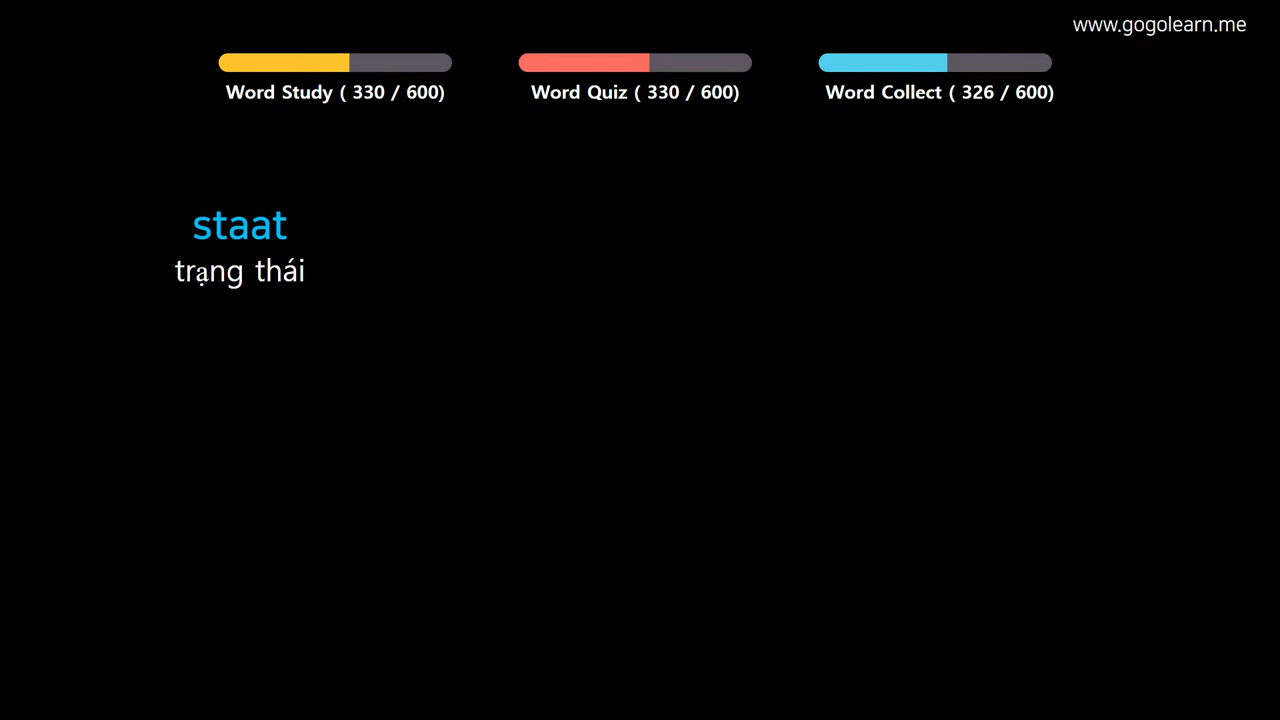 www.gogolearn.me
Word Study ( 330 / 600)
Word Quiz ( 330 / 600)
Word Collect ( 326 / 600)
staat
trạng thái